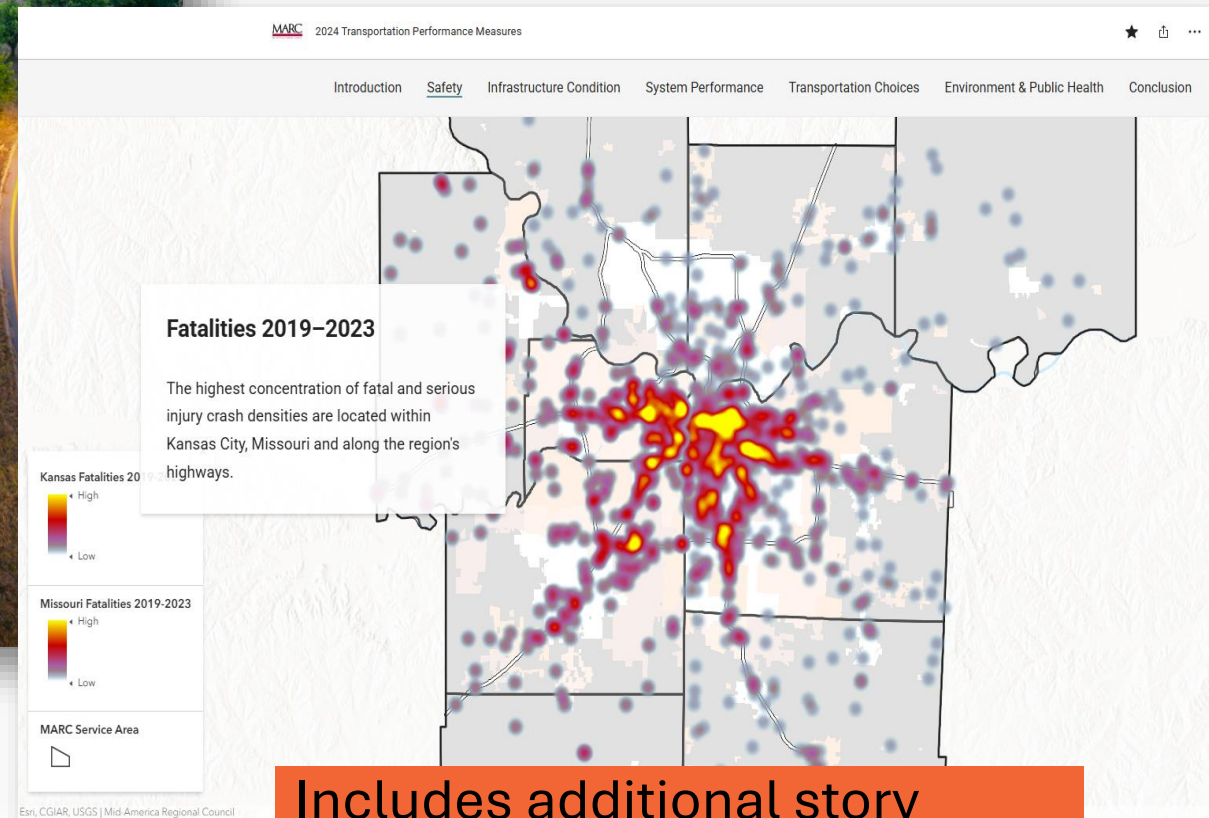 MARC 2024 Transportation Performance Measures
Introduction Safety Infrastructure Condition System Performance Transportation Choices Environment & Public Health Conclusion
Fatalities 2019–2023
The highest concentration of fatal and serious
injury crash densities are located within
Kansas City, Missouri and along the region's
highways.
Kansas Fatalities 2019-2023
High
Low
Missouri Fatalities 2019-2023
High
Low
MARC Service Area
Esri, CGIAR, USGS | Mid-America Regional Council
Includes additional story